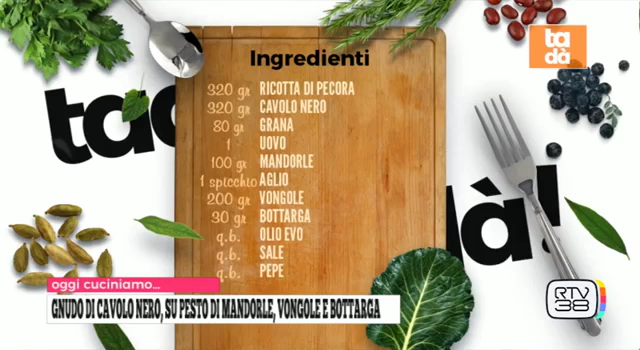 ta
dà
Ingredienti
320 gr RICOTTA DI PECORA
320 gr CAVOLO NERO
80 gr GRANA
1 UOVO
100 gr MANDORLE
1 spicchio AGLIO
200 gr VONGOLE
30 gr BOTTARGA
q.b. OLIO EVO
q.b. SALE
q.b. PEPE
oggi cuciniamo...
GNUDO DI CAVOLO NERO, SU PESTO DI MANDORLE, VONGOLE E BOTTARGA
RTV
38